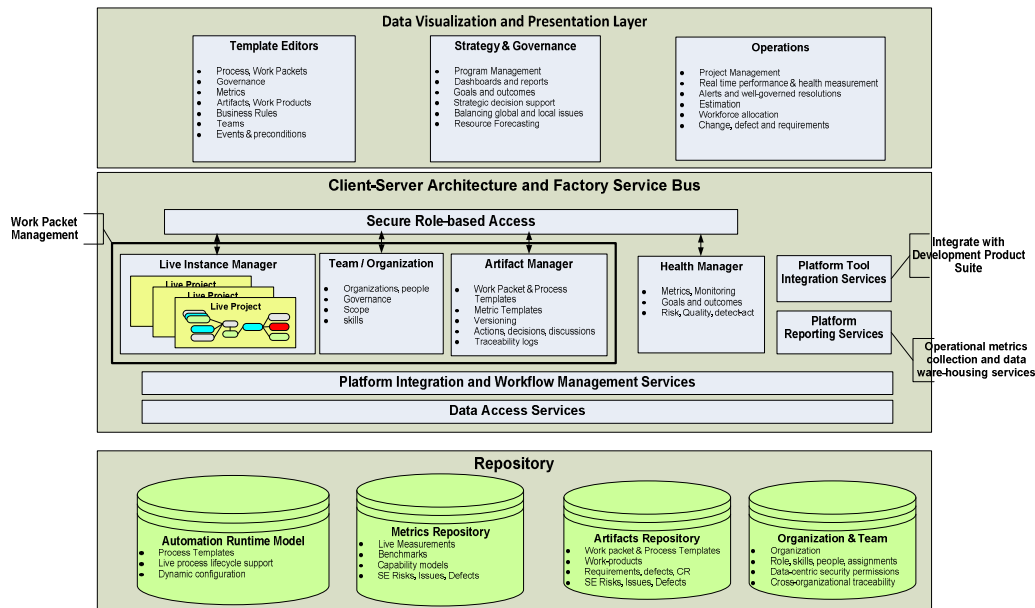 Data Visualization and Presentation Layer
Template Editors
Process, Work Packets
Governance
Metrics
Artifacts, Work Products
Business Rules
Teams
Events & preconditions
Strategy & Governance
Program Management
Dashboards and reports
Goals and outcomes
Strategic decision support
Balancing global and local issues
Resource Forecasting
Operations
Project Management
Real time performance & health measurement
Alerts and well-governed resolutions
Estimation
Workforce allocation
Change, defect and requirements
Client-Server Architecture and Factory Service Bus
Work Packet
Management
Secure Role-based Access
Live Instance Manager
Live Project
Live Project
Live Project
Team / Organization
Organizations, people
Governance
Scope
skills
Artifact Manager
Work Packet & Process
Templates
Metric Templates
Versioning
Actions, decisions, discussions
Traceability logs
Health Manager
Metrics, Monitoring
Goals and outcomes
Risk, Quality, detect-act
Platform Tool
Integration Services
Platform
Reporting Services
Integrate with
Development Product
Suite
Operational metrics
collection and data
ware-housing services
Platform Integration and Workflow Management Services
Data Access Services
Repository
Automation Runtime Model
Process Templates
Live process lifecycle support
Dynamic configuration
Metrics Repository
Live Measurements
Benchmarks
Capability models
SE Risks, Issues, Defects
Artifacts Repository
Work packet & Process Templates
Work-products
Requirements, defects, CR
SE Risks, Issues, Defects
Organization & Team
Organization
Role, skills, people, assignments
Data-centric security permissions
Cross-organizational traceability